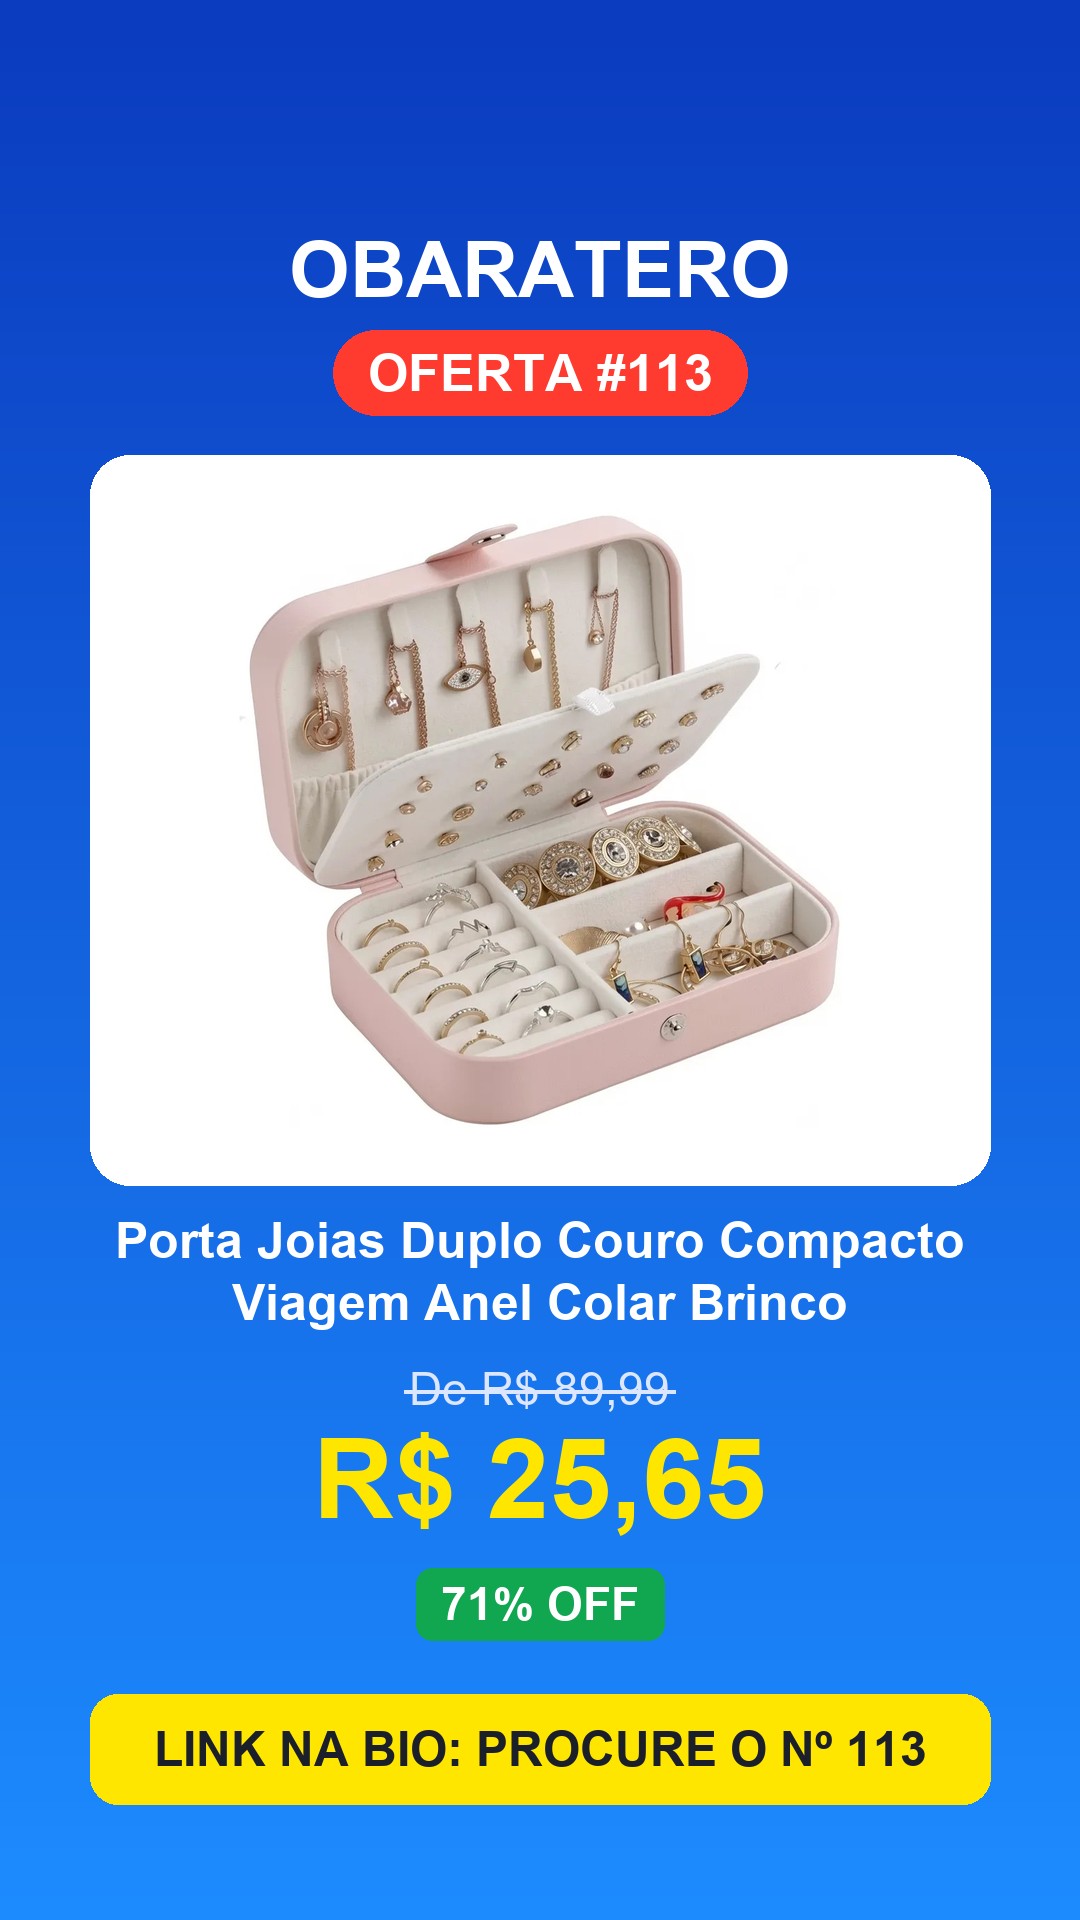 OBARATERO
OFERTA #113
Porta Joias Duplo Couro Compacto
Viagem Anel Colar Brinco
De R$ 89,99
R$ 25,65
71% OFF
LINK NA BIO: PROCURE O Nº 113